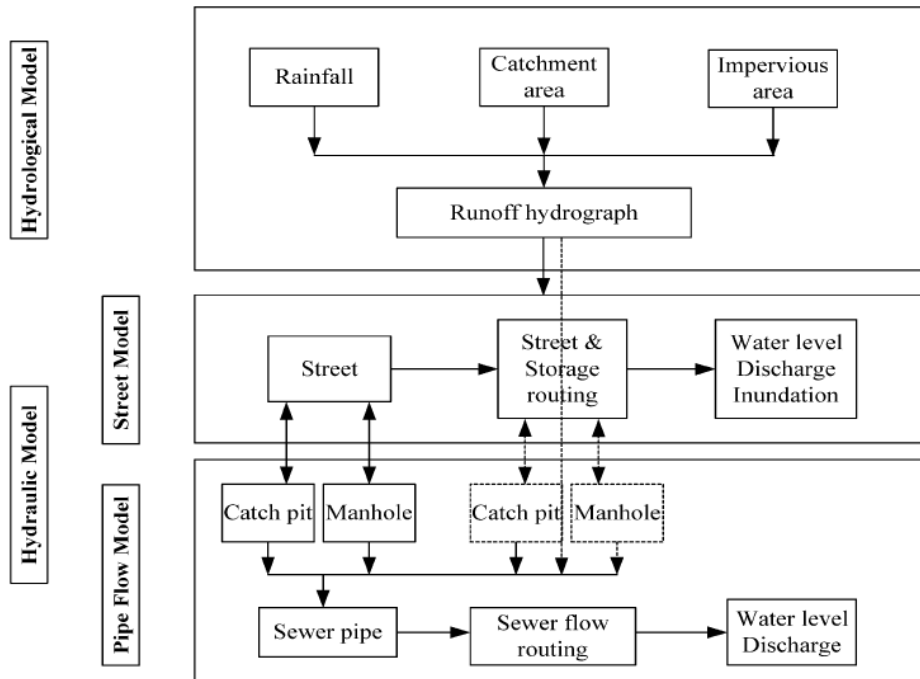 Hydrological Model
Rainfall
Catchment
area
Impervious
area
Runoff hydrograph
Hydraulic Model
Street Model
Street
Street &
Storage
routing
Water level
Discharge
Inundation
Pipe Flow Model
Catch pit
Manhole
Catch pit
Manhole
Sewer pipe
Sewer flow
routing
Water level
Discharge